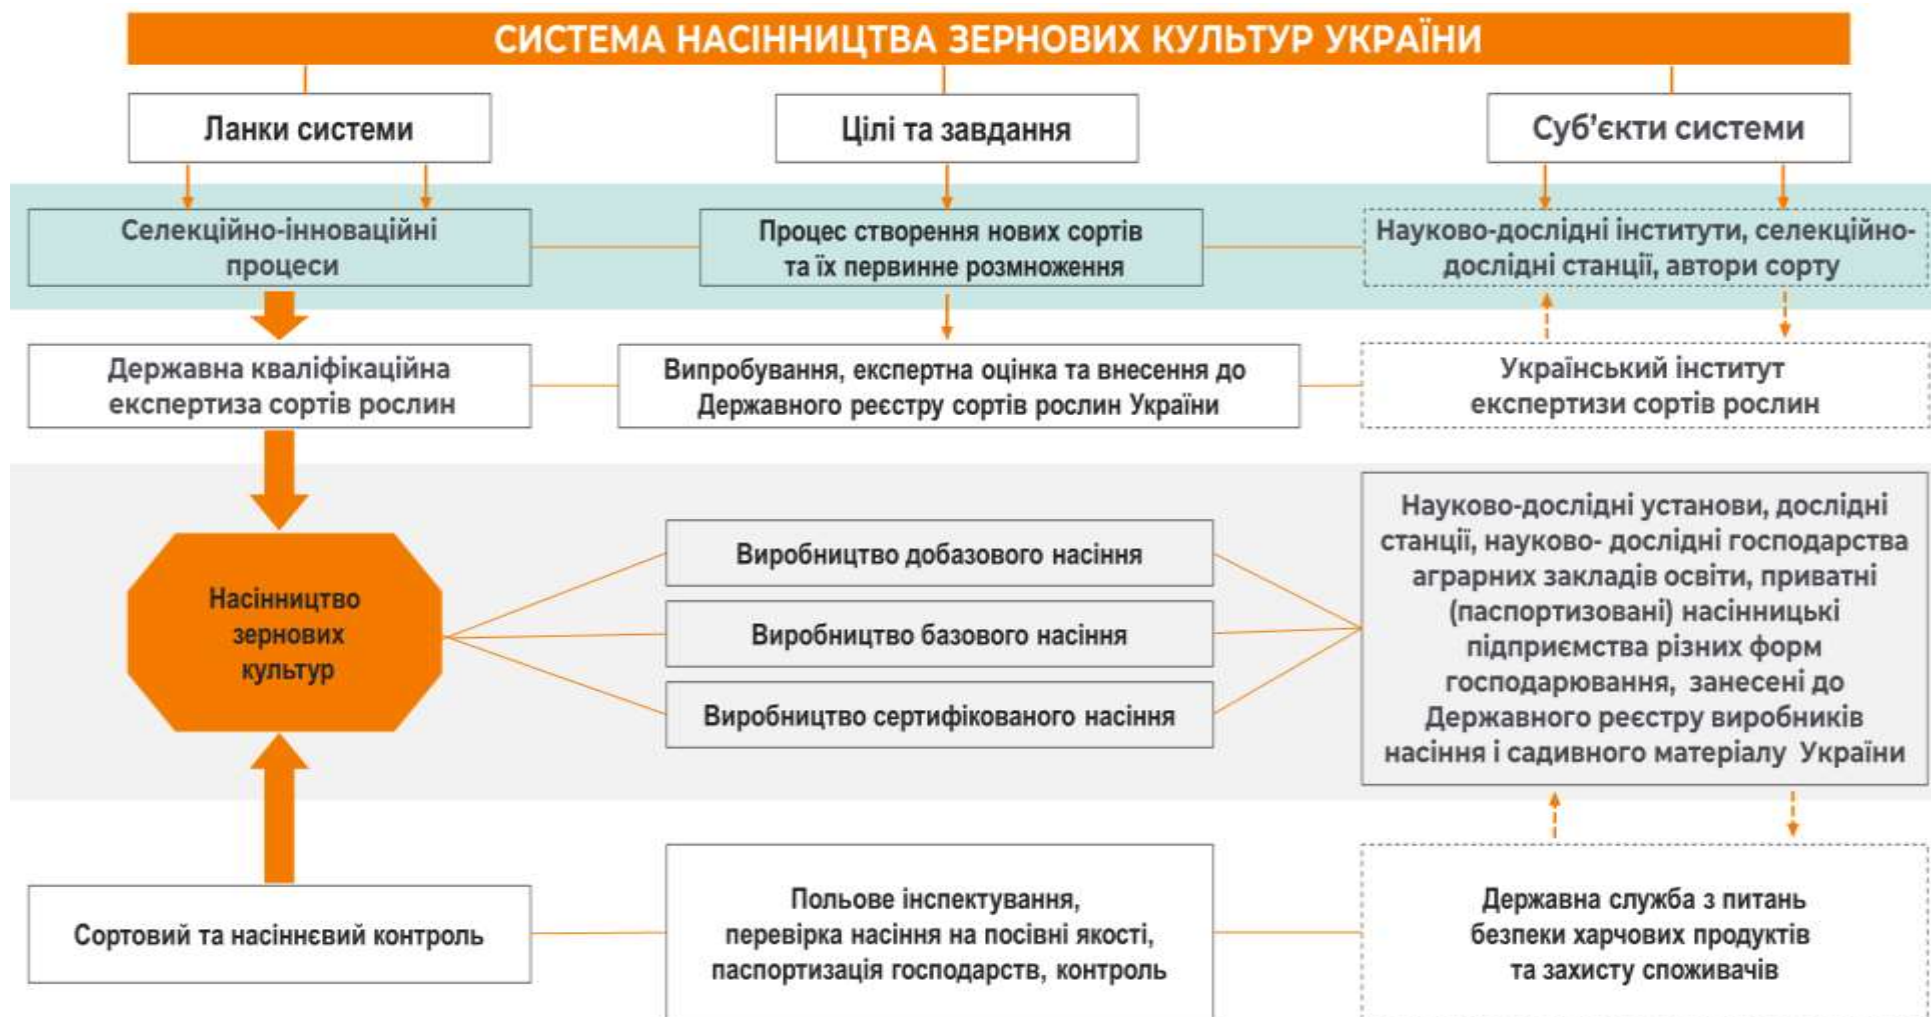 СИСТЕМА НАСІННИЦТВА ЗЕРНОВИХ КУЛЬТУР УКРАЇНИ
Ланки системи
Цілі та завдання
Суб’єкти системи
Селекційно-інноваційні
процеси
Процес створення нових сортів
та їх первинне розмноження
Науково-дослідні інститути, селекційно-
дослідні станції, автори сорту
Державна кваліфікаційна
експертиза сортів рослин
Випробування, експертна оцінка та внесення до
Державного реєстру сортів рослин України
Український інститут
експертизи сортів рослин
Насінництво
зернових
культур
Виробництво добазового насіння
Виробництво базового насіння
Виробництво сертифікованого насіння
Науково-дослідні установи, дослідні
станції, науково- дослідні господарства
аграрних закладів освіти, приватні
(паспортизовані) насінницькі
підприємства різних форм
господарювання, занесені до
Державного реєстру виробників
насіння і садивного матеріалу України
Сортовий та насіннєвий контроль
Польове інспектування,
перевірка насіння на посівні якості,
паспортизація господарств, контроль
Державна служба з питань
безпеки харчових продуктів
та захисту споживачів